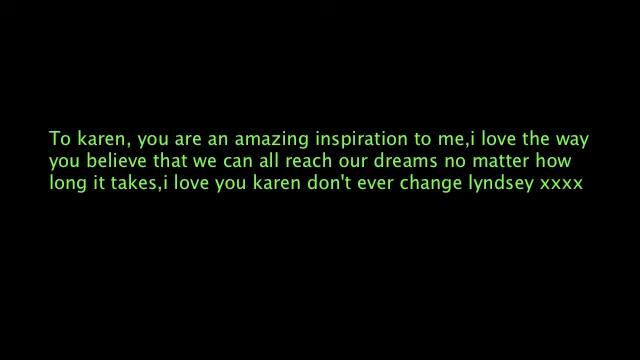 To karen, you are an amazing inspiration to me,i love the way
you believe that we can all reach our dreams no matter how
long it takes,i love you karen don't ever change lyndsey xxxx